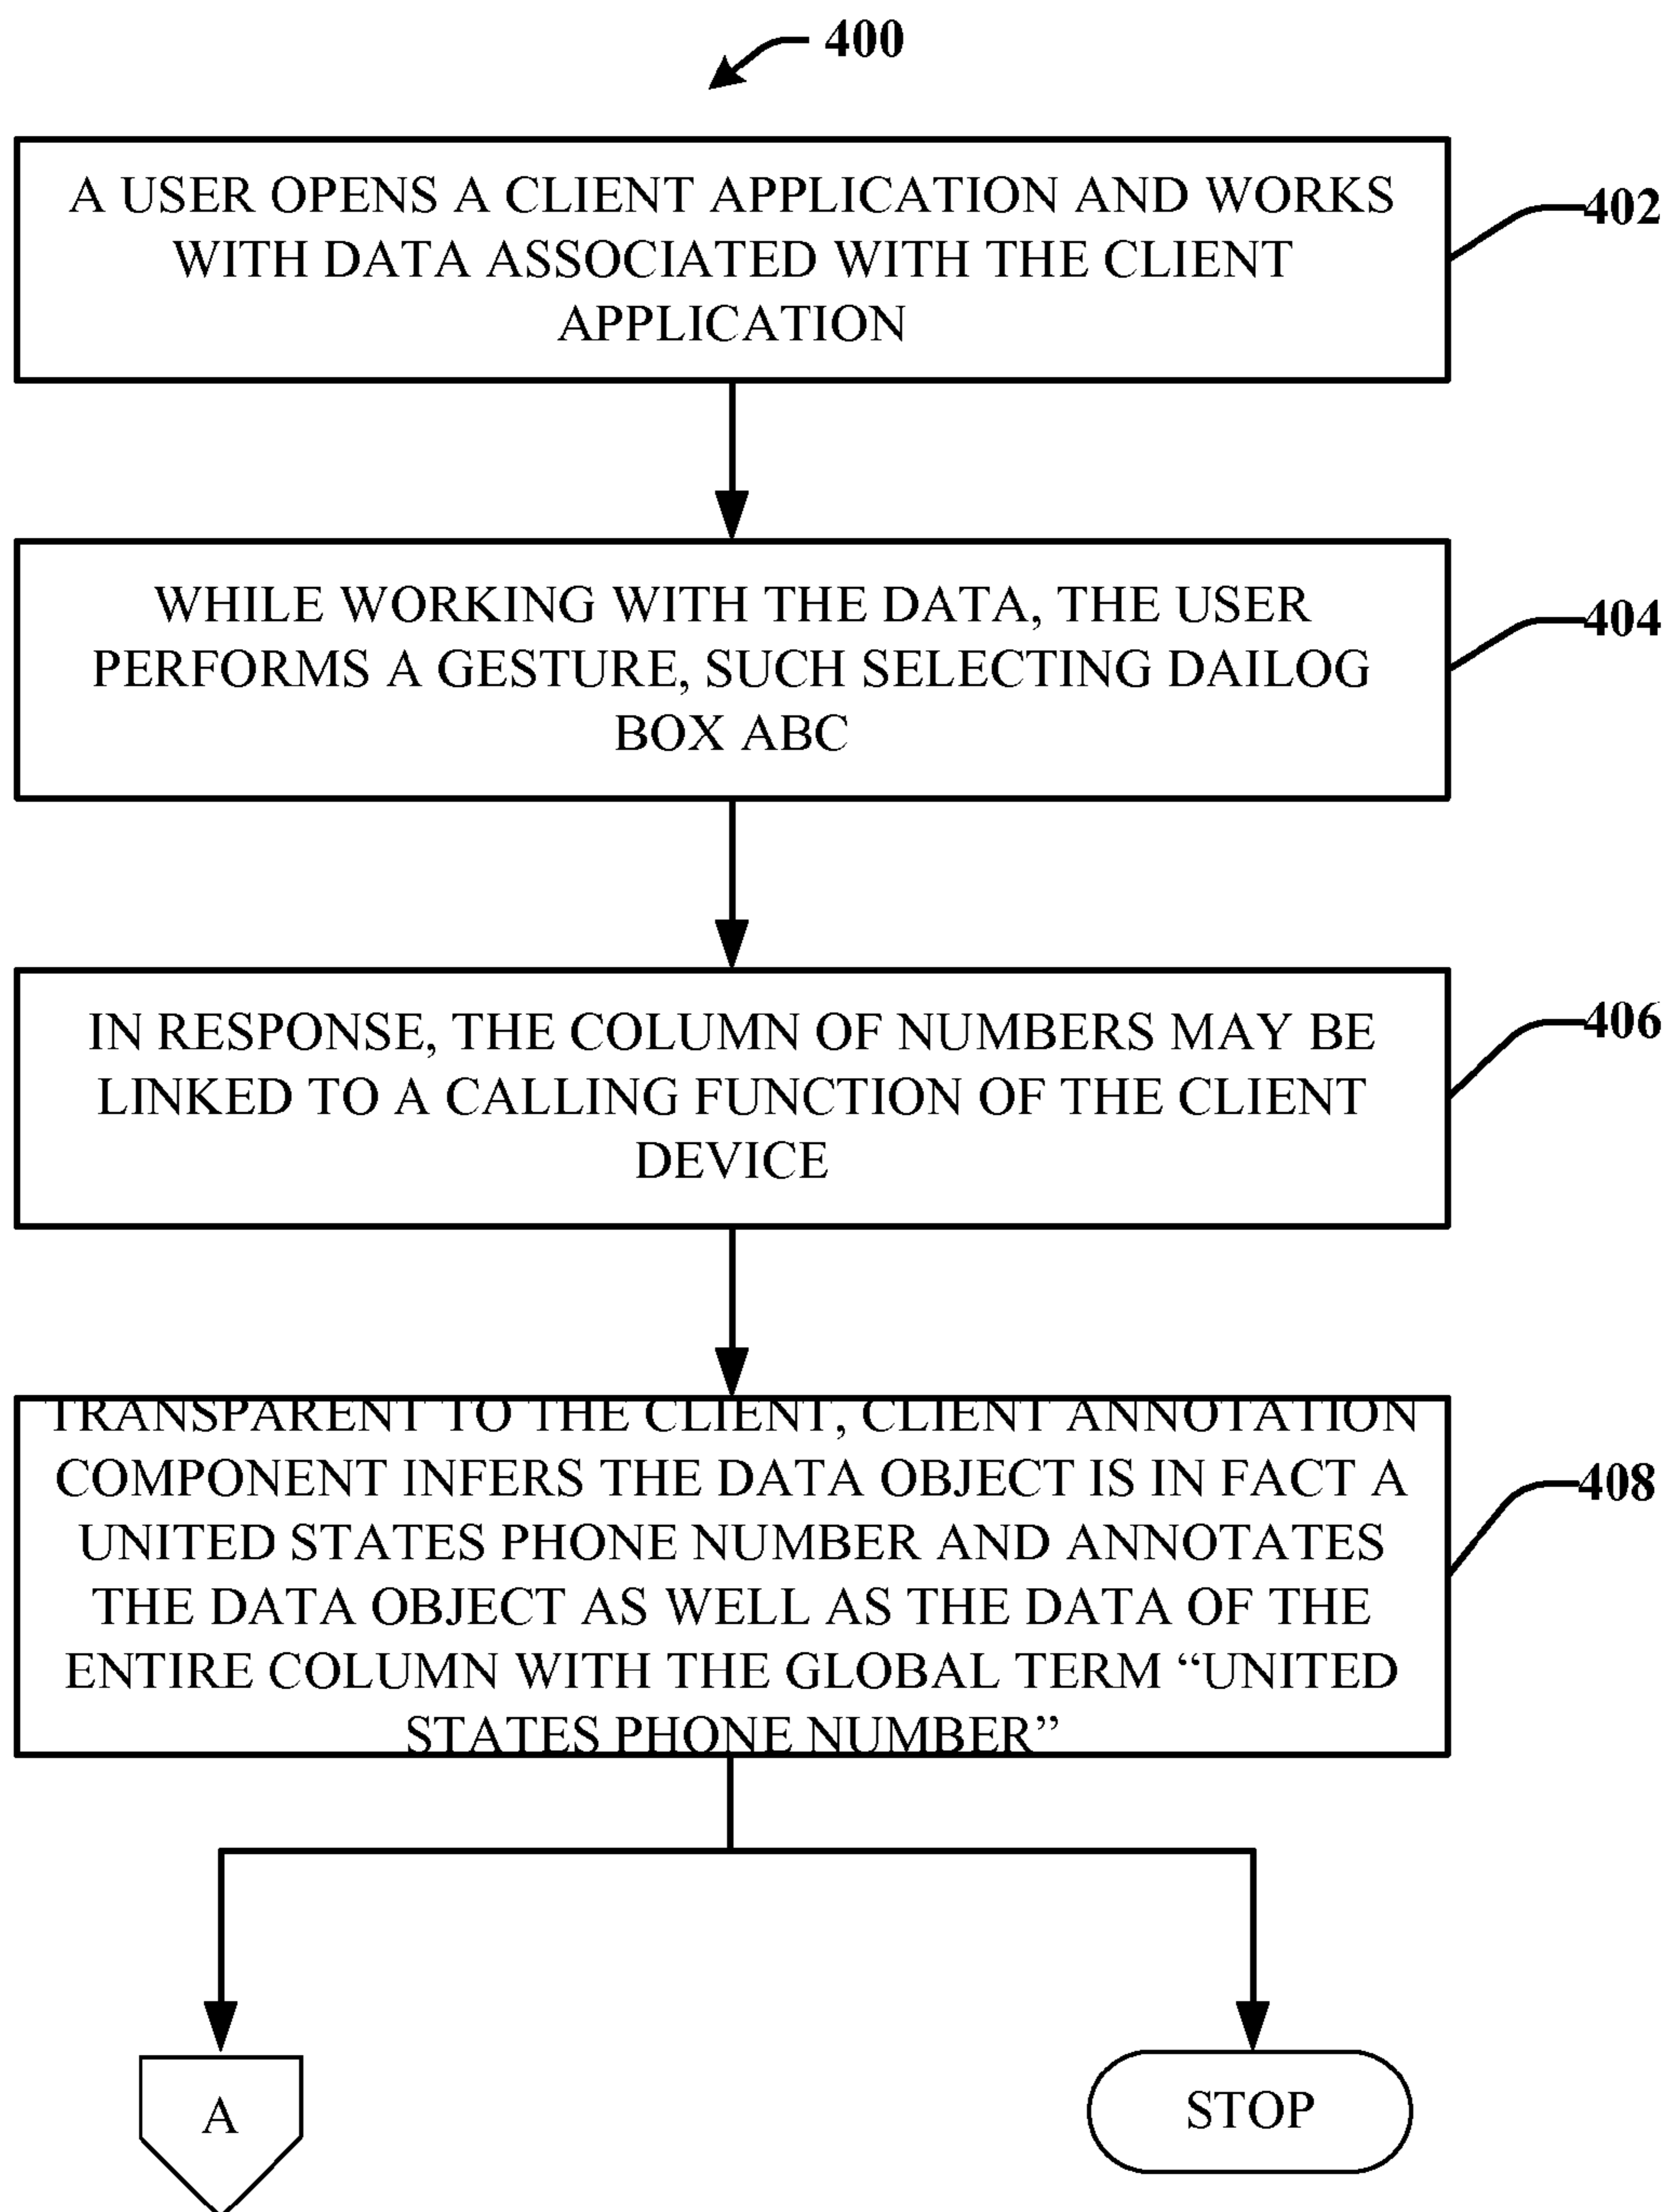 400
A USER OPENS A CLIENT APPLICATION AND WORKS
WITH DATA ASSOCIATED WITH THE CLIENT
APPLICATION
402
WHILE WORKING WITH THE DATA, THE USER
PERFORMS A GESTURE, SUCH SELECTING DAILOG
BOX ABC
404
IN RESPONSE, THE COLUMN OF NUMBERS MAY BE
LINKED TO A CALLING FUNCTION OF THE CLIENT
DEVICE
406
TRANSPARENT TO THE CLIENT, CLIENT ANNOTATION
COMPONENT INFERS THE DATA OBJECT IS IN FACT A
UNITED STATES PHONE NUMBER AND ANNOTATES
THE DATA OBJECT AS WELL AS THE DATA OF THE
ENTIRE COLUMN WITH THE GLOBAL TERM “UNITED
STATES PHONE NUMBER”
408
A
STOP